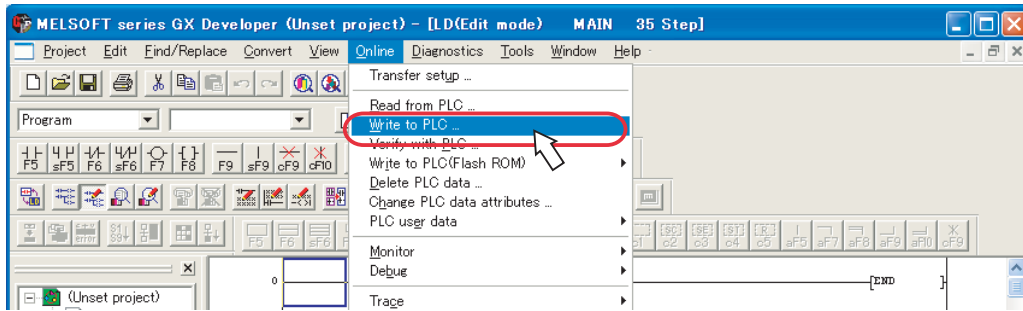 MELSOFT series GX Developer (Unset project) - [LD(Edit mode) MAIN 35 Step]
Project Edit Find/Replace Convert View Online Diagnostics Tools Window Help
Transfer setup ...
Read from PLC ...
Program
Write to PLC ...
Verify with PLC ...
F5 sF5 F6 sF6 F7 F8 F9 sF9 cF9 cF10
Write to PLC(Flash ROM)
Delete PLC data ...
Change PLC data attributes ...
PLC user data
error
F5 F6 sF6
c2 c3 c4 c5 aF5 aF7 aF8 aF9 aF10 cF9
Monitor
Debug
0
END
(Unset project)
Trace